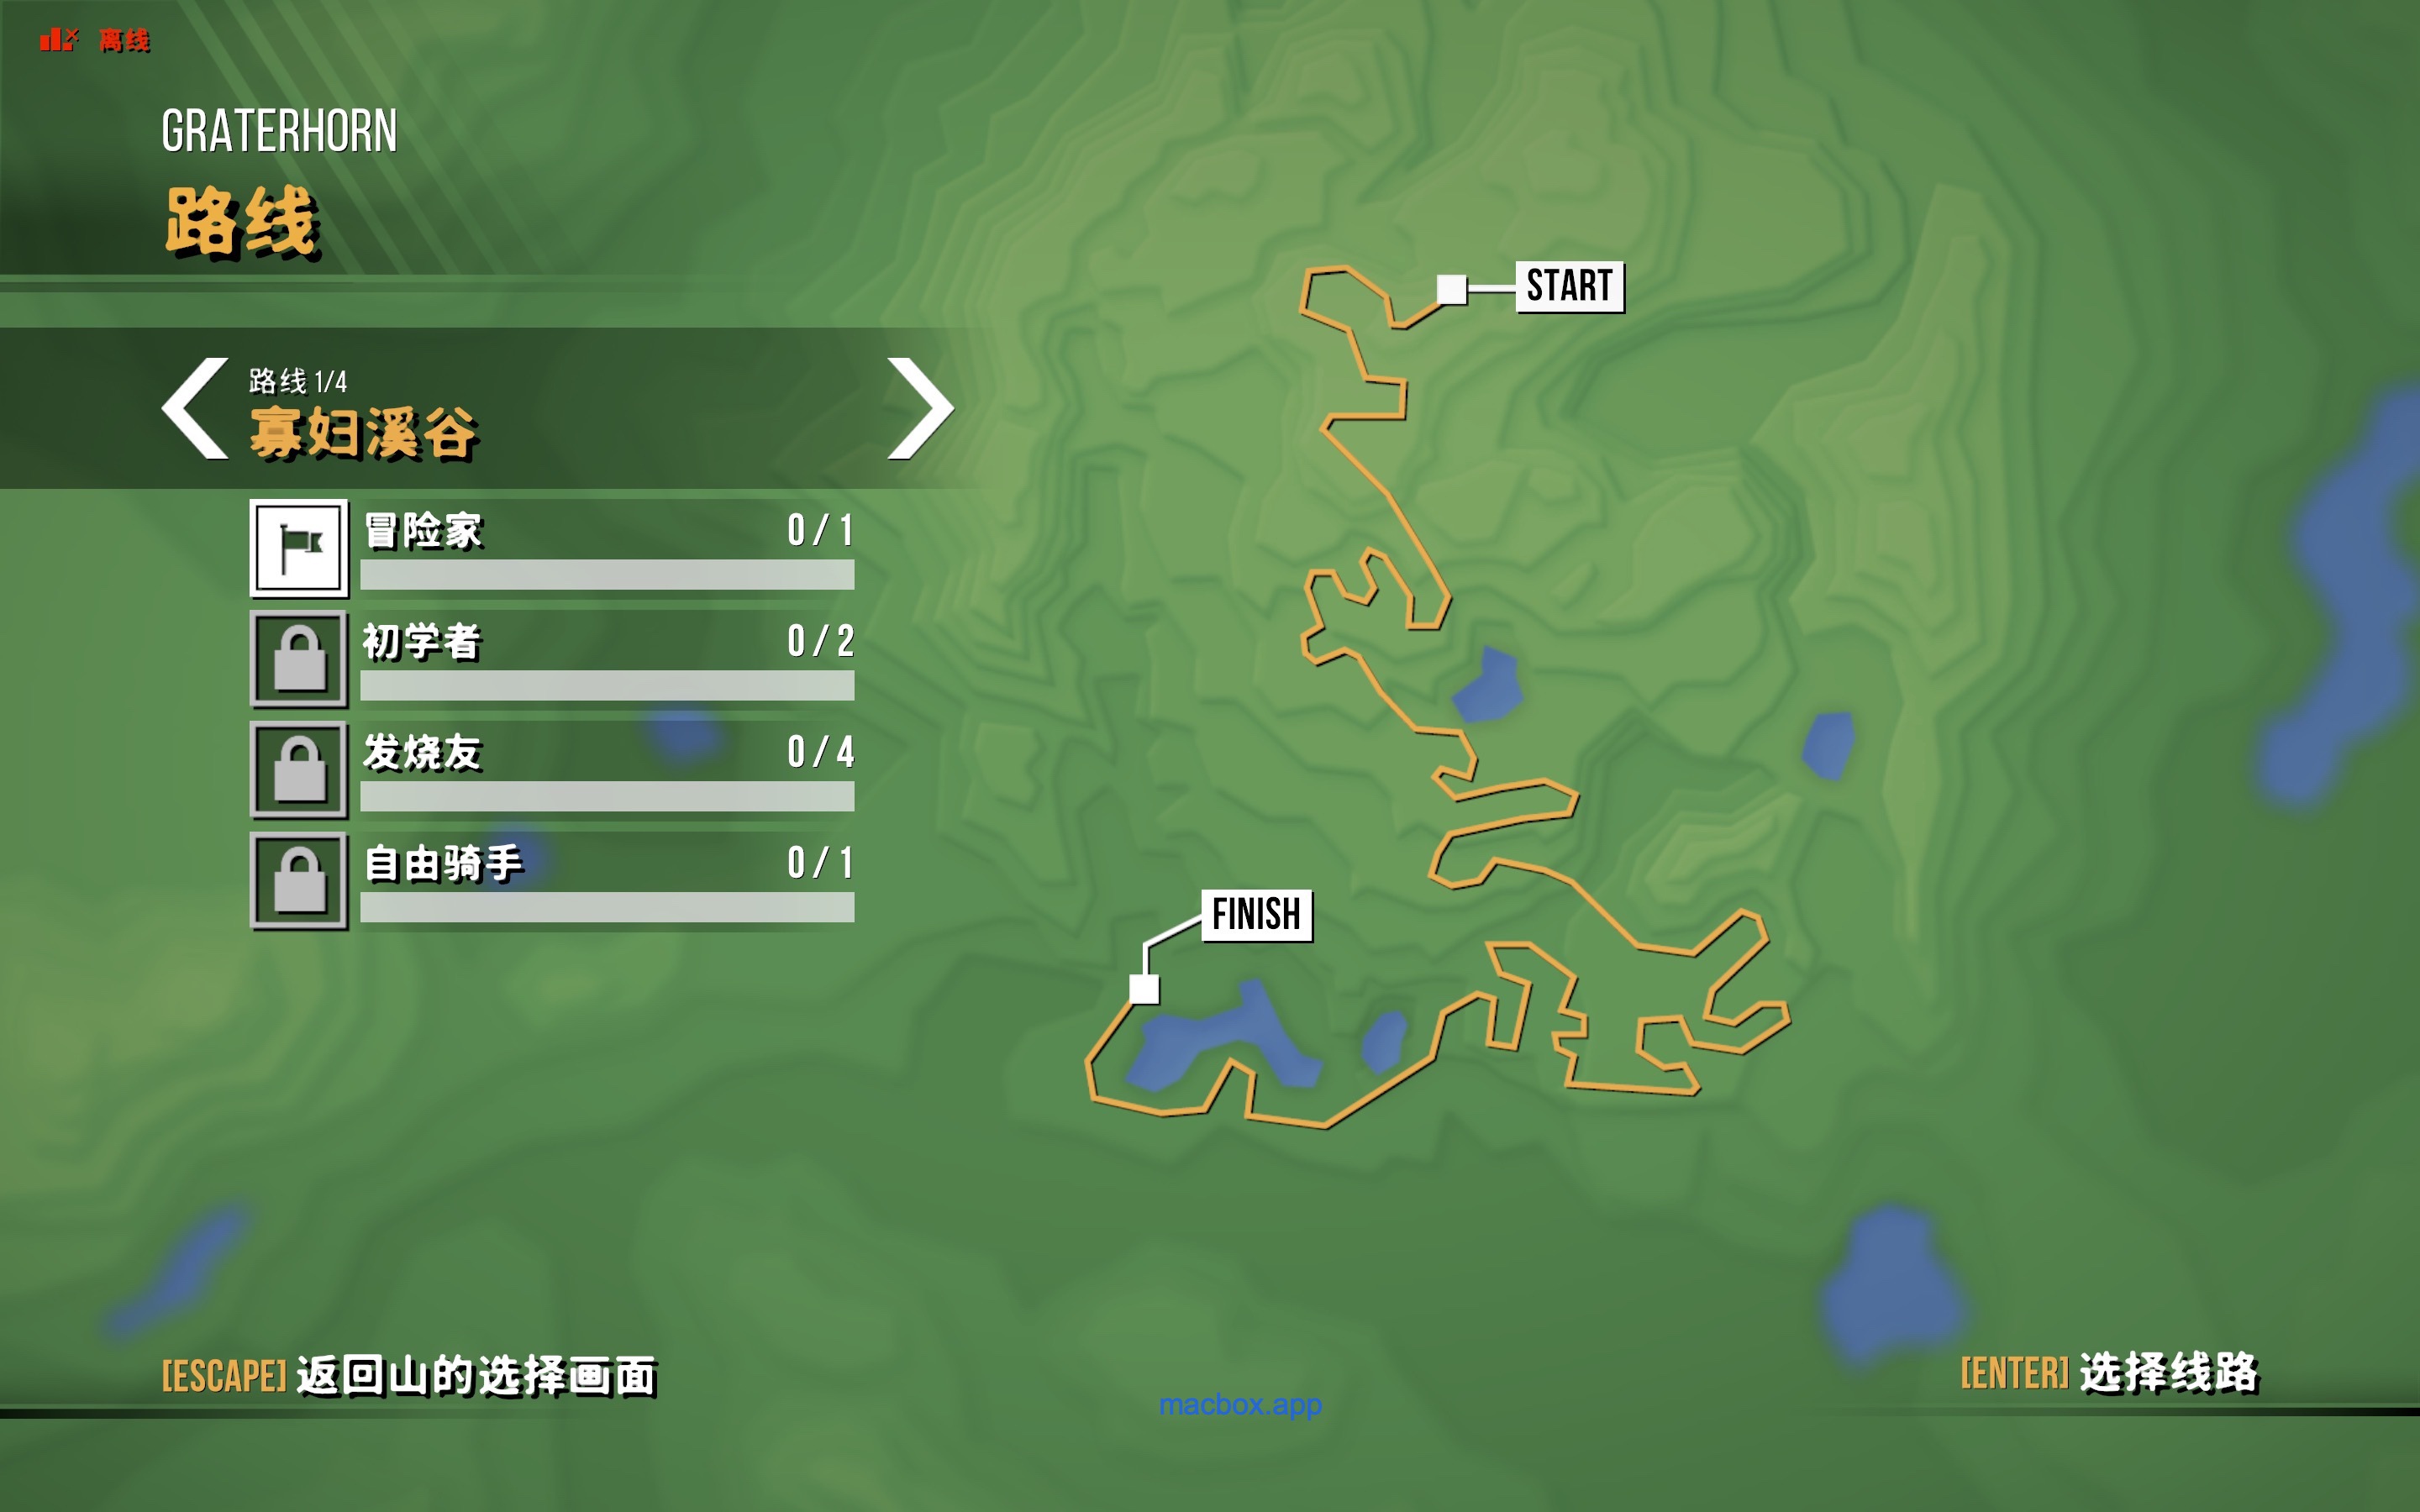 离线
GRATERHORN
路线
路线 1/4
寡妇溪谷
冒险家 0/1
初学者 0/2
发烧友 0/4
自由骑手 0/1
START
FINISH
[ESCAPE] 返回山的选择画面
macbox.app
[ENTER] 选择线路